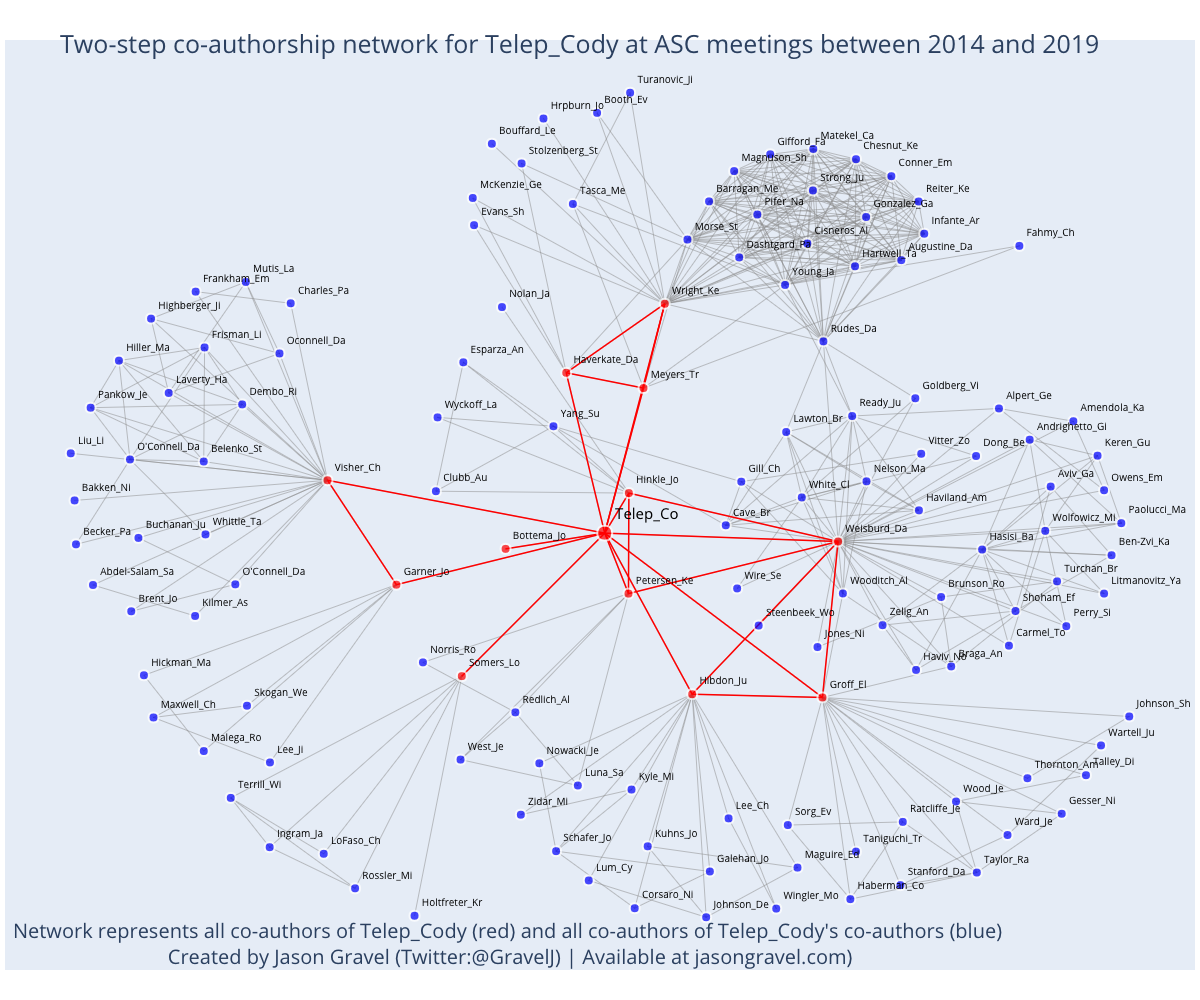 Two-step co-authorship network for Telep_Cody at ASC meetings between 2014 and 2019
Turanovic_Ji
Booth_Ev
Hrpburn_Jo
Bouffard_Le
Stolzenberg_St
McKenzie_Ge
Tasca_Me
Evans_Sh
Gifford_Fa
Matekel_Ca
Chesnut_Ke
Magnuson_Sh
Conner_Em
Strong_Ju
Barragan_Me
Reiter_Ke
Pifer_Na
Gonzalez_Ga
Morse_St
Cisneros_Al
Infante_Ar
Dashtgard_Pa
Hartwell_Ta
Augustine_Da
Fahmy_Ch
Young_Ja
Wright_Ke
Nolan_Ja
Rudes_Da
Mutis_La
Frankham_Em
Charles_Pa
Highberger_Ji
Frisman_Li
Oconnell_Da
Hiller_Ma
Laverty_Ha
Dembo_Ri
Pankow_Je
Liu_Ll
O'Connell_Da
Belenko_St
Visher_Ch
Bakken_Ni
Becker_Pa
Buchanan_Ju
Whittle_Ta
Abdel-Salam_Sa
O'Connell_Da
Brent_Jo
Kilmer_As
Garner_Jo
Haverkate_Da
Meyers_Tr
Esparza_An
Wyckoff_La
Yang_Su
Clubb_Au
Hinkle_Jo
Telep_Co
Bottema_Jo
Petersen_Ke
Goldberg_Vi
Ready_Ju
Alpert_Ge
Amendola_Ka
Lawton_Br
Andrighetto_Gi
Vitter_Zo
Dong_Be
Keren_Gu
Gill_Ch
Nelson_Ma
Aviv_Ga
Owens_Em
White_Cl
Haviland_Am
Cave_Br
Wolfowicz_Mi
Paolucci_Ma
Weisburd_Da
Hasisi_Ba
Ben-Zvi_Ka
Turchan_Br
Litmanovitz_Ya
Wire_Se
Wooditch_Al
Brunson_Ro
Shoham_Ef
Steenbeek_Wo
Zelig_An
Perry_Si
Jones_Ni
Carmel_To
Haviv_No
Braga_An
Norris_Ro
Somers_Lo
Hibdon_Ju
Groff_El
Hickman_Ma
Skogan_We
Maxwell_Ch
Malega_Ro
Lee_Ji
Redlich_Al
West_Je
Terrill_Wi
Ingram_Ja
LoFaso_Ch
Rossler_Mi
Holtfreter_Kr
Nowacki_Je
Luna_Sa
Kyle_Mi
Zidar_Mi
Schafer_Jo
Kuhns_Jo
Lee_Ch
Lum_Cy
Galehan_Jo
Corsaro_Ni
Johnson_De
Wingler_Mo
Maguire_Ed
Sorg_Ev
Johnson_Sh
Wartell_Ju
Thornton_Am
Talley_Di
Wood_Je
Gesser_Ni
Ratcliffe_Je
Ward_Je
Taniguchi_Tr
Taylor_Ra
Stanford_Da
Haberman_Co
Network represents all co-authors of Telep_Cody (red) and all co-authors of Telep_Cody's co-authors (blue)
Created by Jason Gravel (Twitter:@GravelJ) | Available at jasongravel.com)